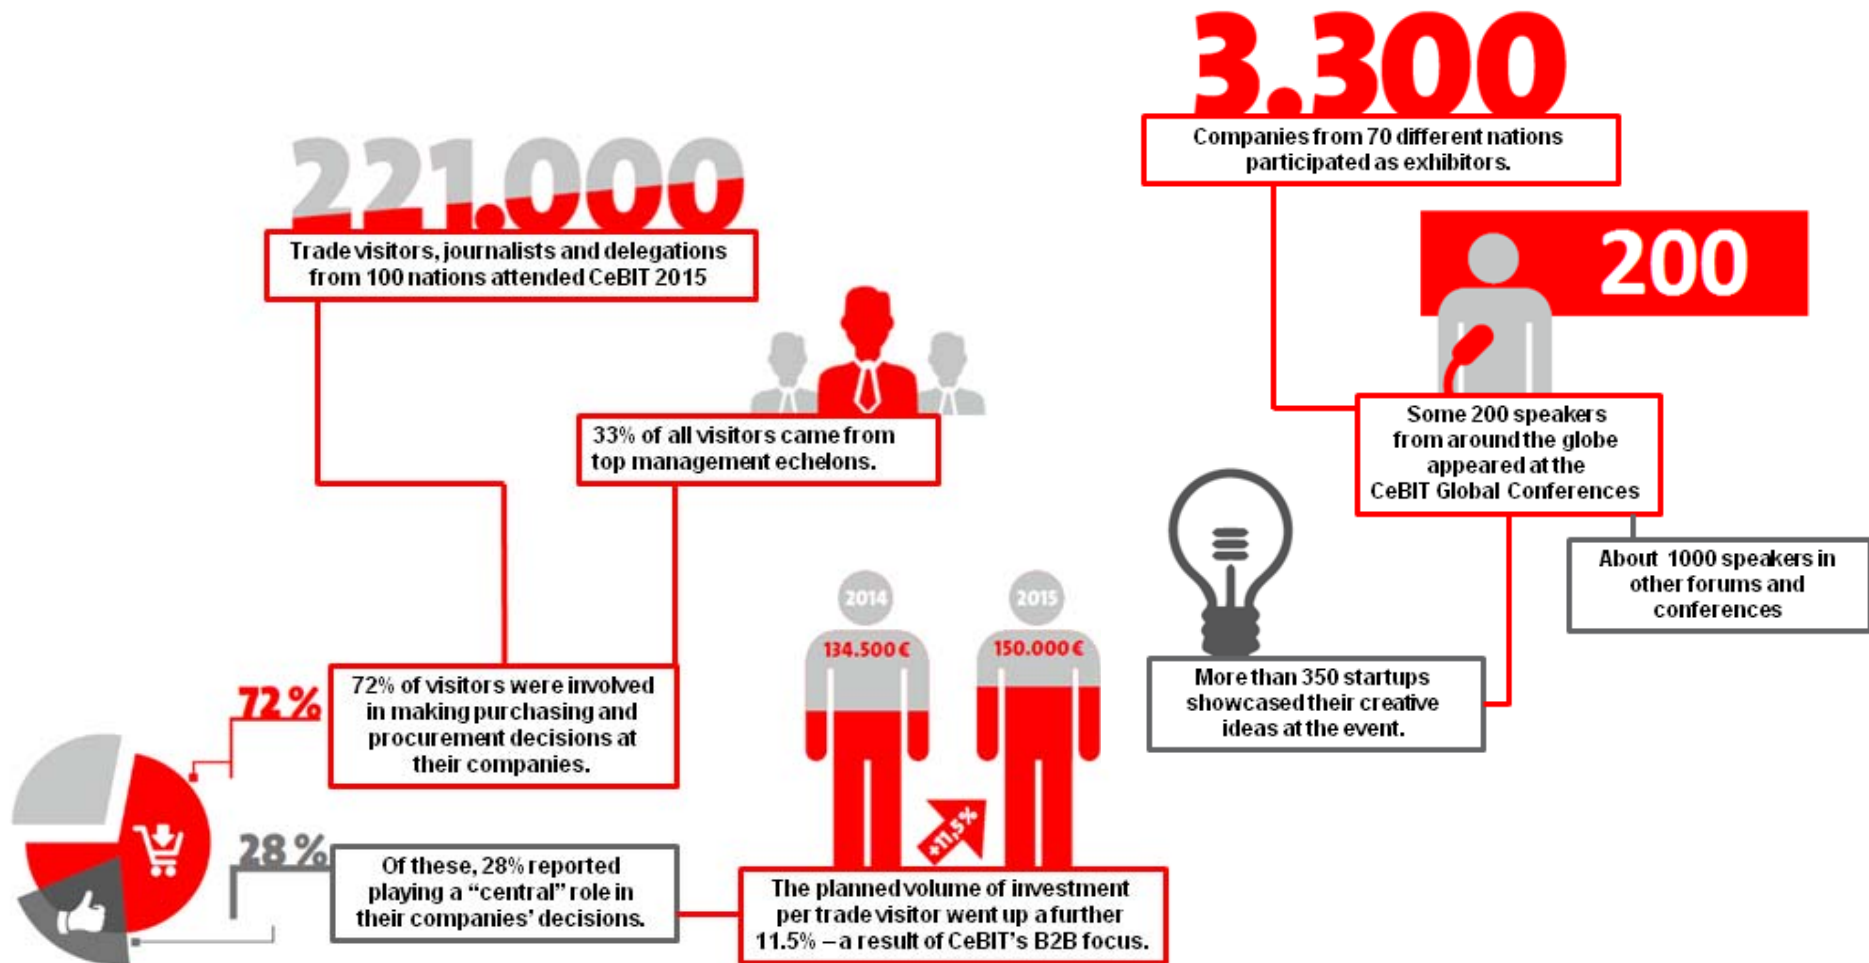 221.000
Trade visitors, journalists and delegations
from 100 nations attended CeBIT 2015
33% of all visitors came from
top management echelons.
72%
72% of visitors were involved
in making purchasing and
procurement decisions at
their companies.
28%
Of these, 28% reported
playing a “central” role in
their companies’ decisions.
2014
134.500 €
2015
150.000 €
+11,5%
The planned volume of investment
per trade visitor went up a further
11.5% – a result of CeBIT’s B2B focus.
3.300
Companies from 70 different nations
participated as exhibitors.
200
Some 200 speakers
from around the globe
appeared at the
CeBIT Global Conferences
About 1000 speakers in
other forums and
conferences
More than 350 startups
showcased their creative
ideas at the event.